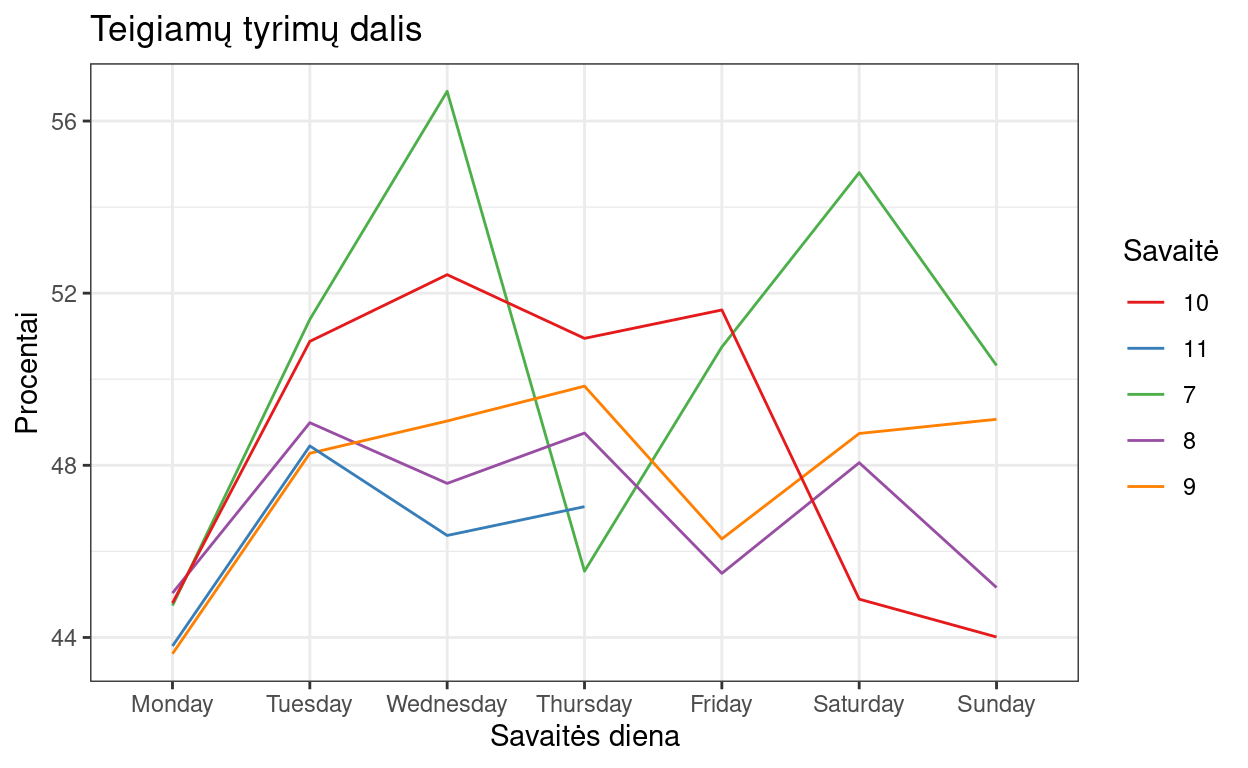 Teigiamų tyrimų dalis
Procentai
56
52
48
44
Monday Tuesday Wednesday Thursday Friday Saturday Sunday
Savaitės diena
Savaitė
10
11
7
8
9